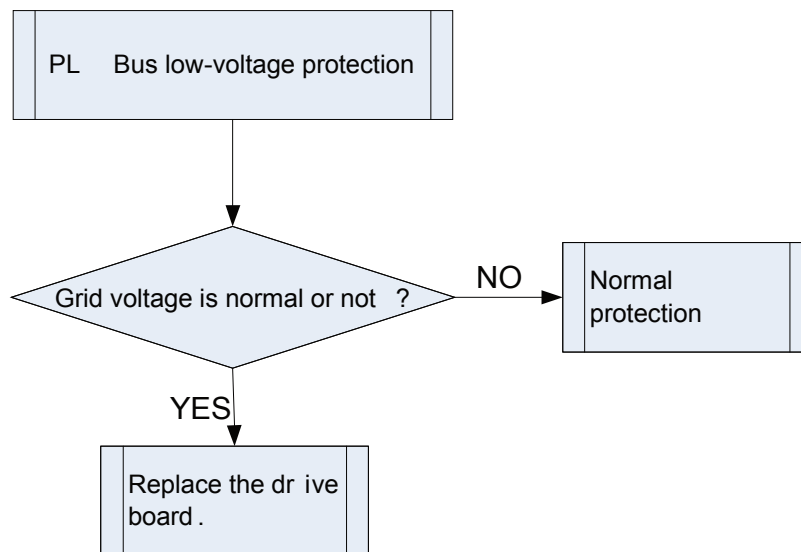 PL Bus low-voltage protection
Grid voltage is normal or not ?
NO
Normal
protection
YES
Replace the dr ive
board .